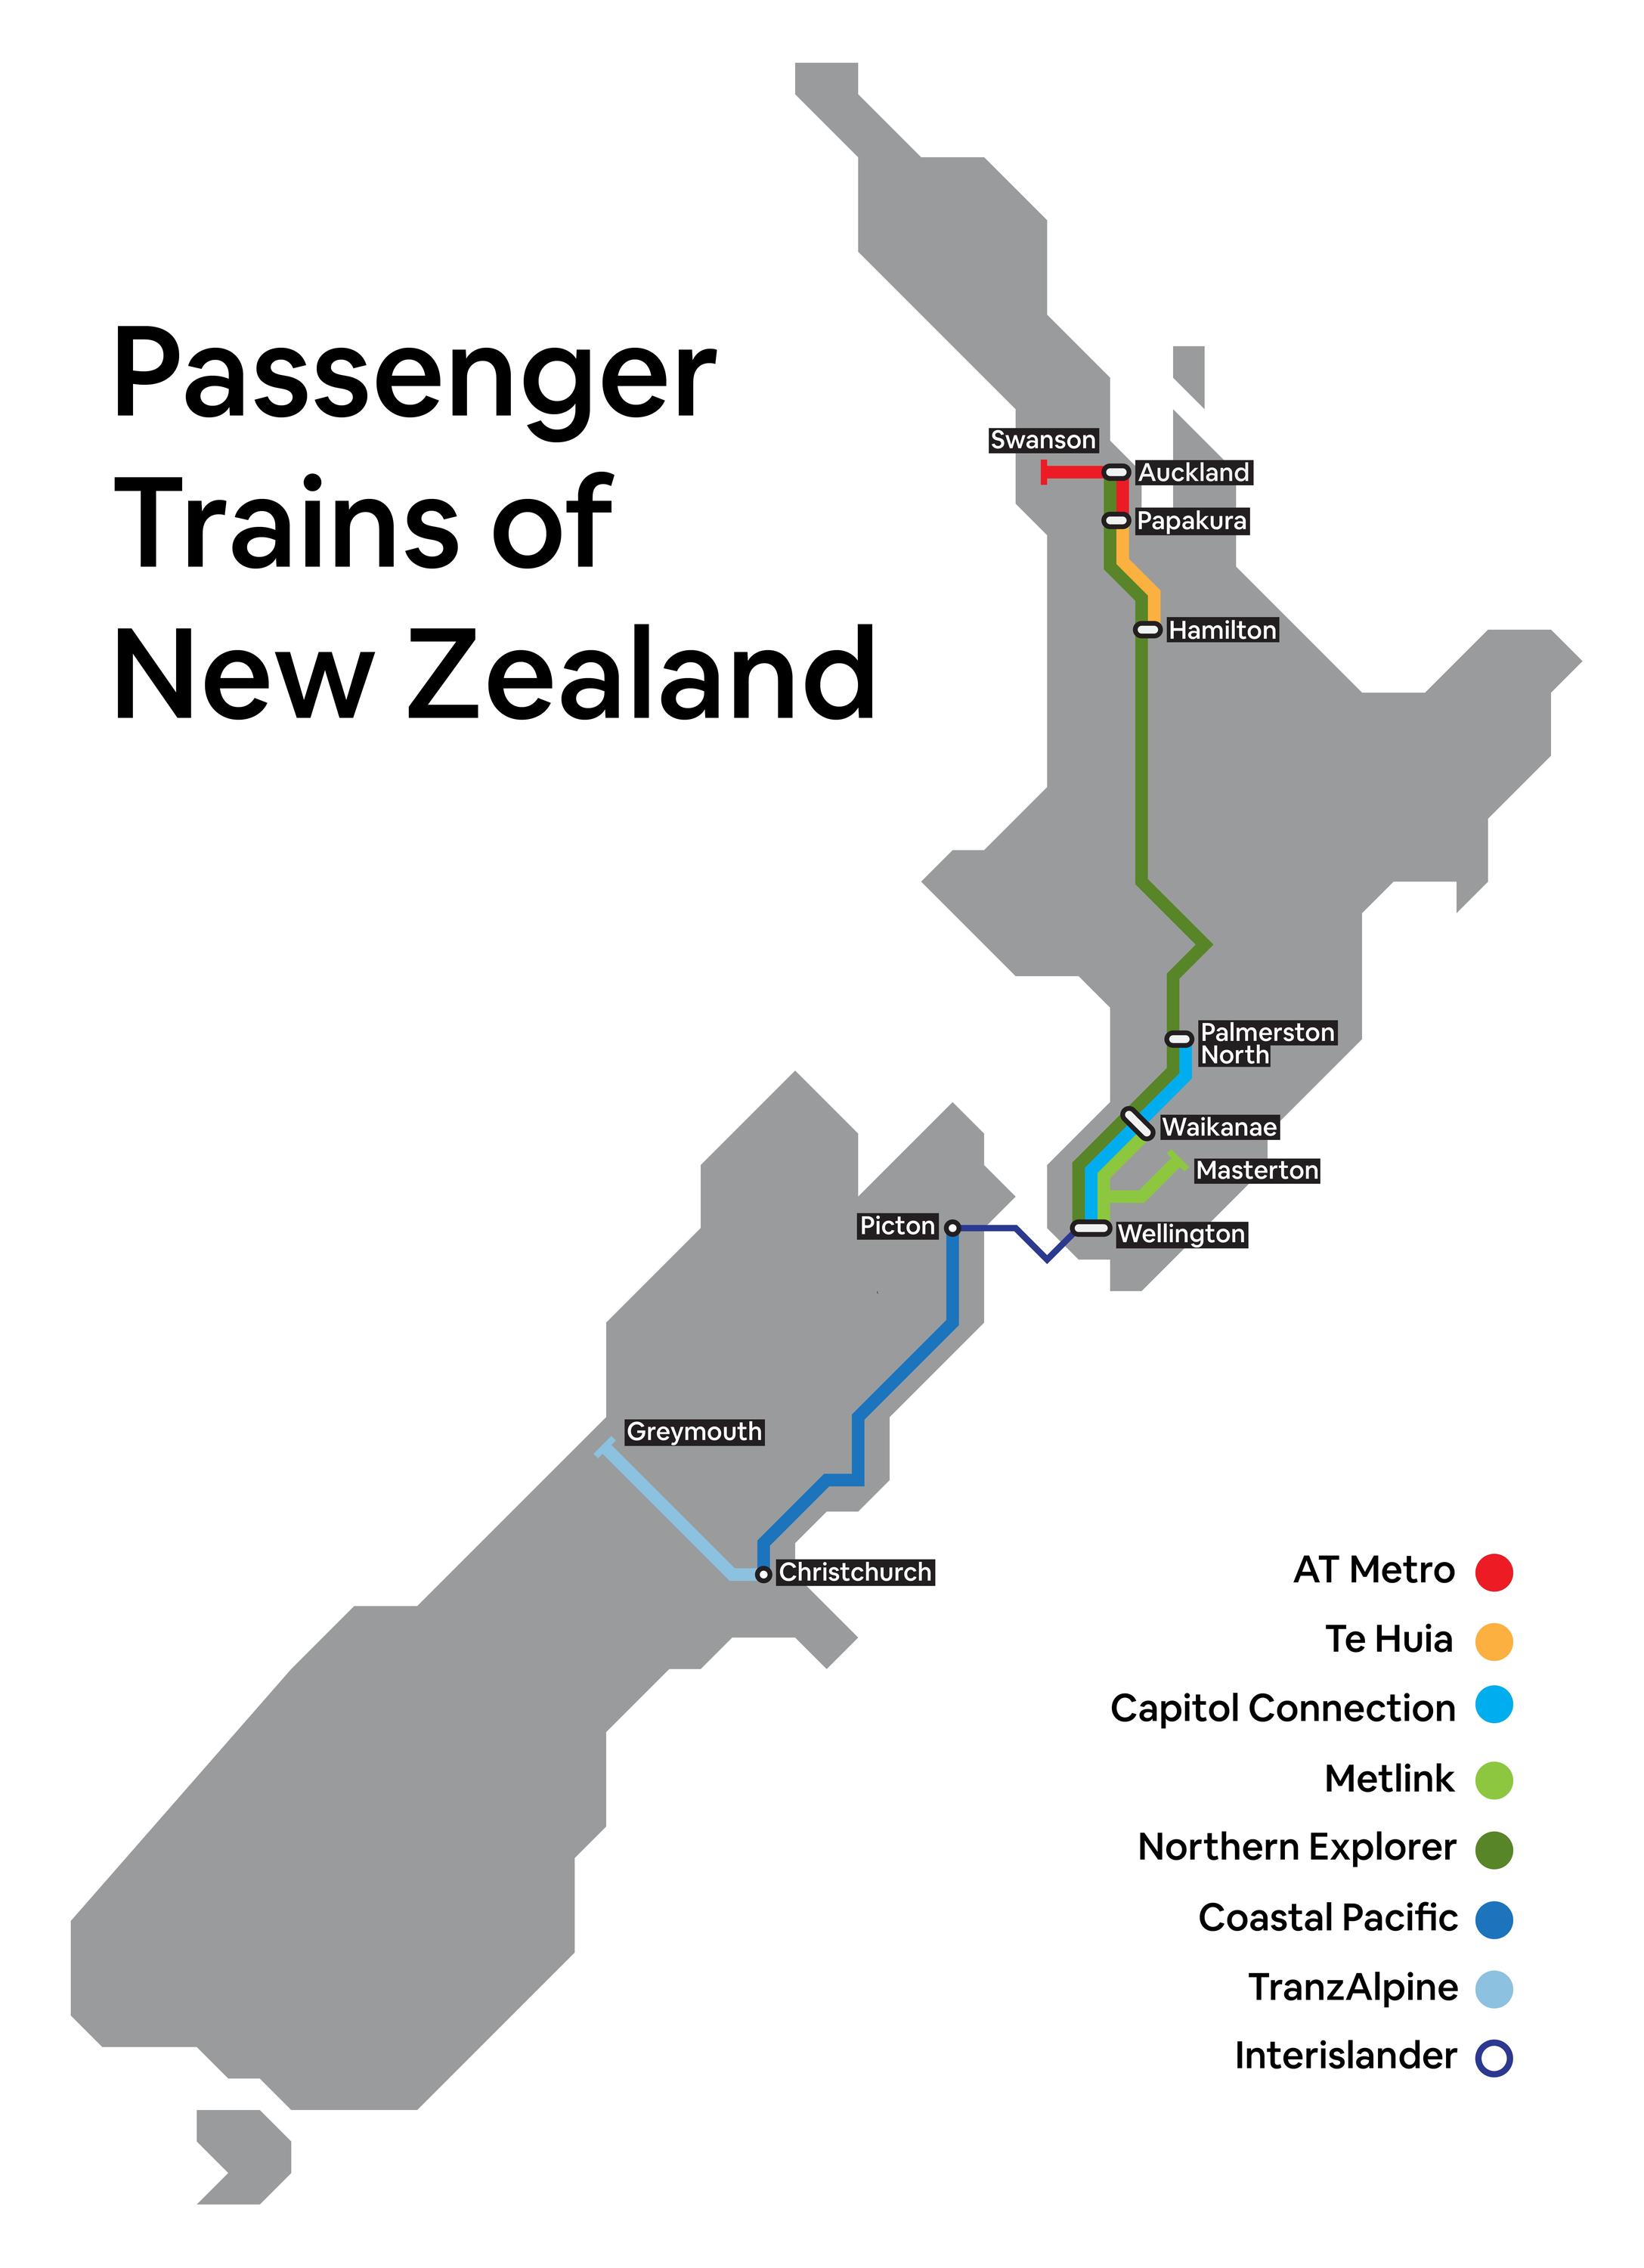 Passenger
Trains of
New Zealand
Swanson
Auckland
Papakura
Hamilton
Palmerston
North
Waikanae
Masterton
Picton
Wellington
Greymouth
Christchurch
AT Metro
Te Huia
Capitol Connection
Metlink
Northern Explorer
Coastal Pacific
TranzAlpine
Interislander